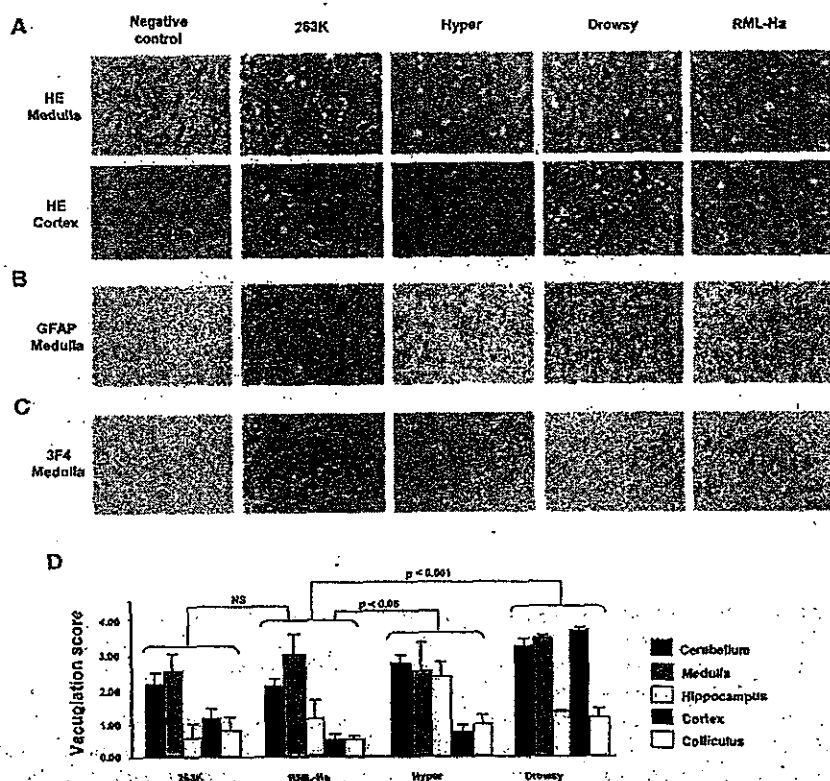 A
Negative control
263K
Hyper
Drowsy
RML-Ha
HE Medulla
HE Cortex
B
GFAP Medulla
C
3F4 Medulla
D
NS
p < 0.001
p < 0.05
Vacuolation score
4.00
3.00
2.00
1.00
0.00
263K
RML-Ha
Hyper
Drowsy
Cerebellum
Medulla
Hippocampus
Cortex
Colliculus